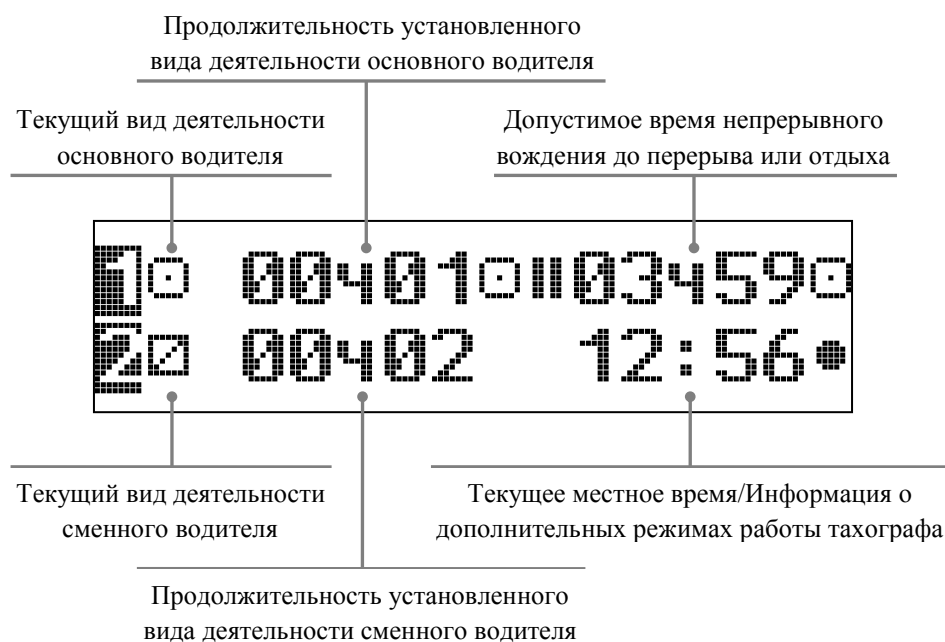 Продолжительность установленного
вида деятельности основного водителя
Текущий вид деятельности
основного водителя
Допустимое время непрерывного
вождения до перерыва или отдыха
1 00ч01 03ч59
2 00ч02 12:56
Текущий вид деятельности
сменного водителя
Текущее местное время/Информация о
дополнительных режимах работы тахографа
Продолжительность установленного
вида деятельности сменного водителя